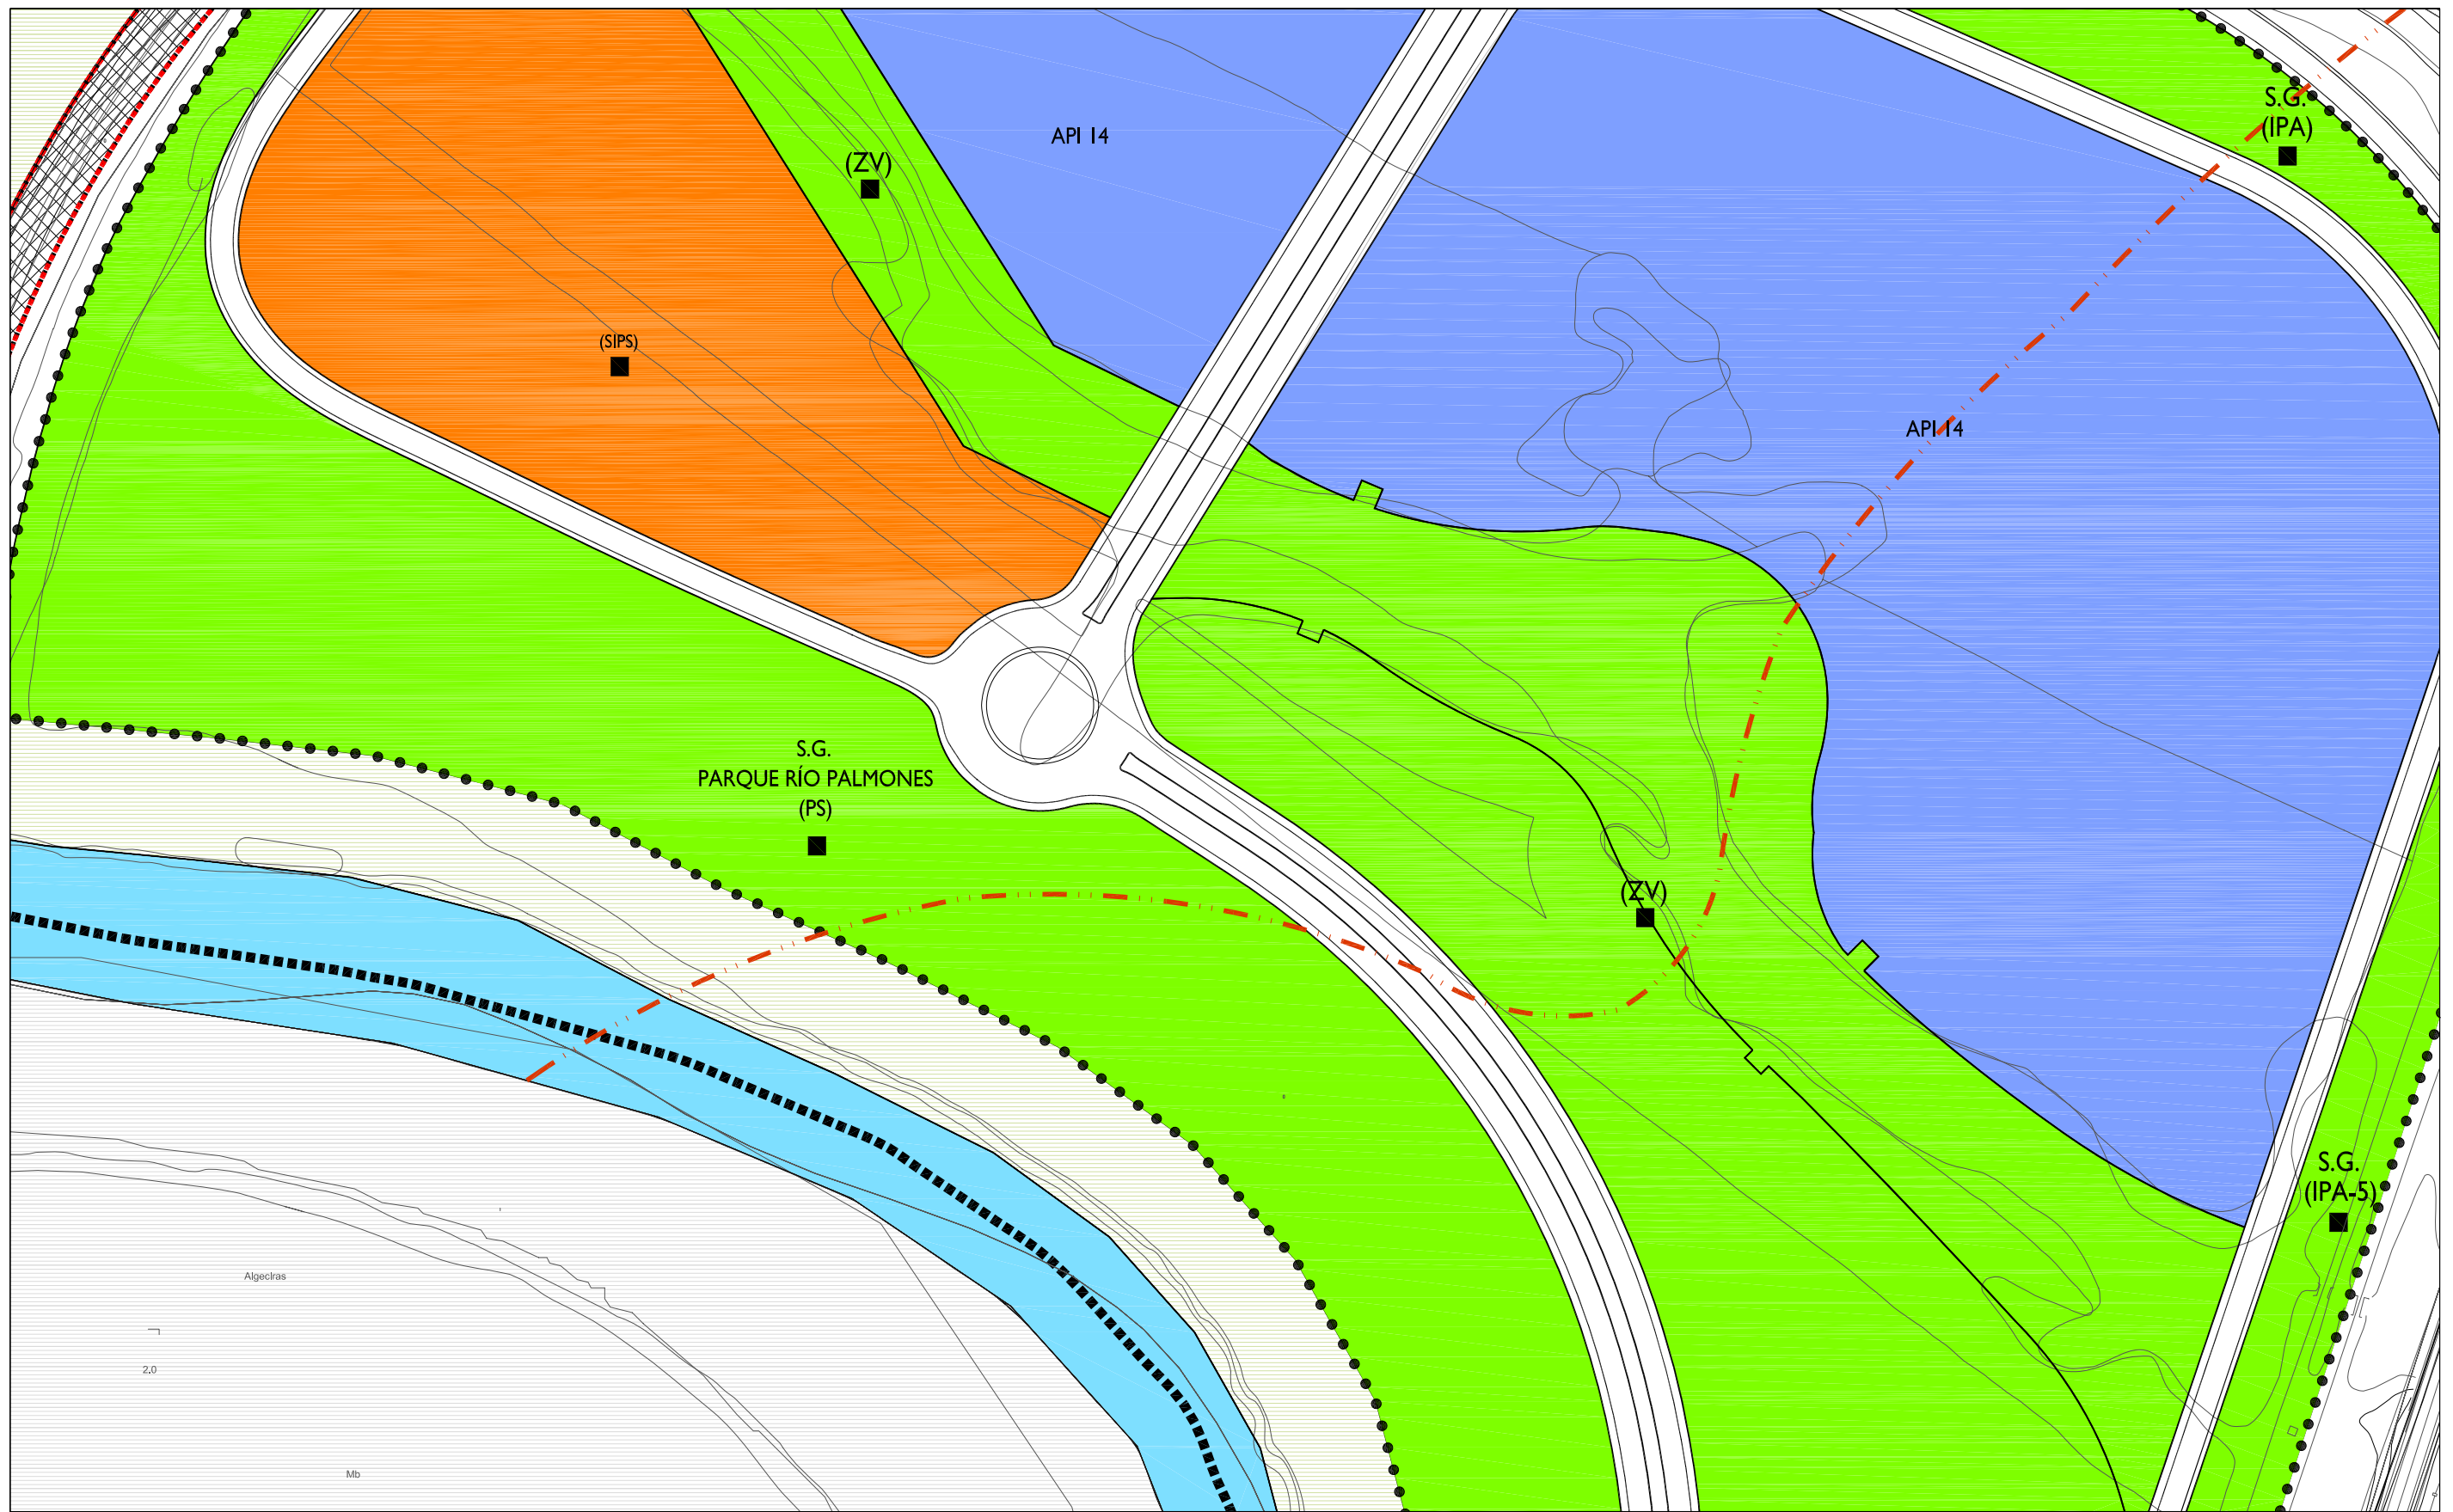 S.G.
(IPA)
API 14
(ZV)
(SIPS)
API 14
S.G.
PARQUE RÍO PALMONES
(PS)
(ZV)
S.G.
(IPA-5)
Algeciras
2.0
Mb